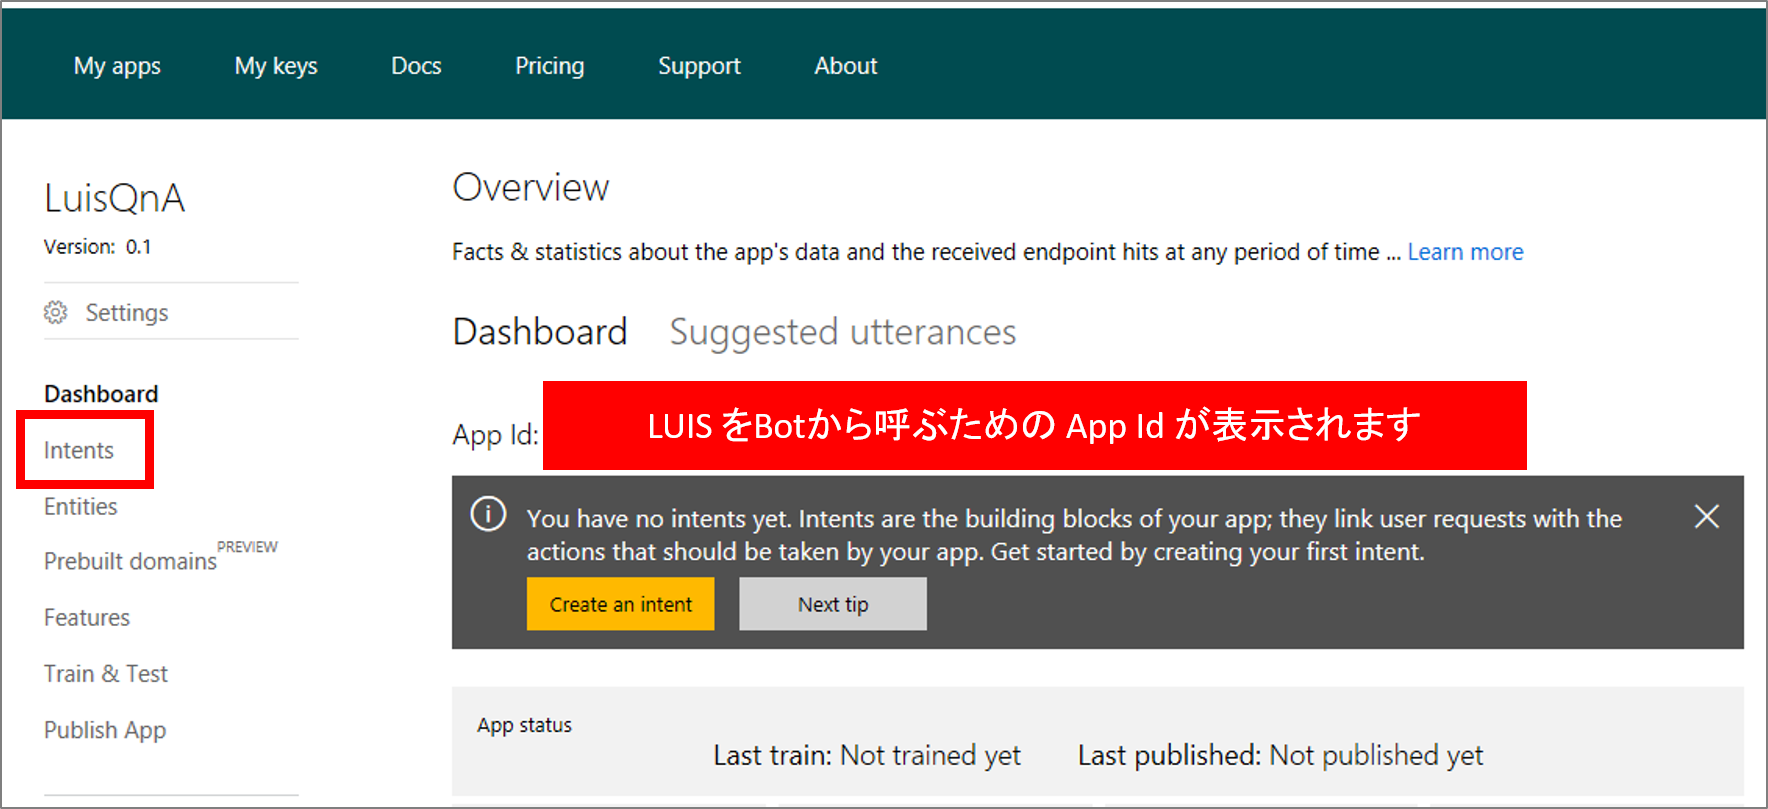 My apps My keys Docs Pricing Support About
LuisQnA
Version: 0.1
Settings
Dashboard
Intents
Entities
Prebuilt domains PREVIEW
Features
Train & Test
Publish App
Overview
Facts & statistics about the app's data and the received endpoint hits at any period of time ... Learn more
Dashboard Suggested utterances
App Id: LUIS をBotから呼ぶための App Id が表示されます
You have no intents yet. Intents are the building blocks of your app; they link user requests with the
actions that should be taken by your app. Get started by creating your first intent.
Create an intent Next tip
App status
Last train: Not trained yet Last published: Not published yet